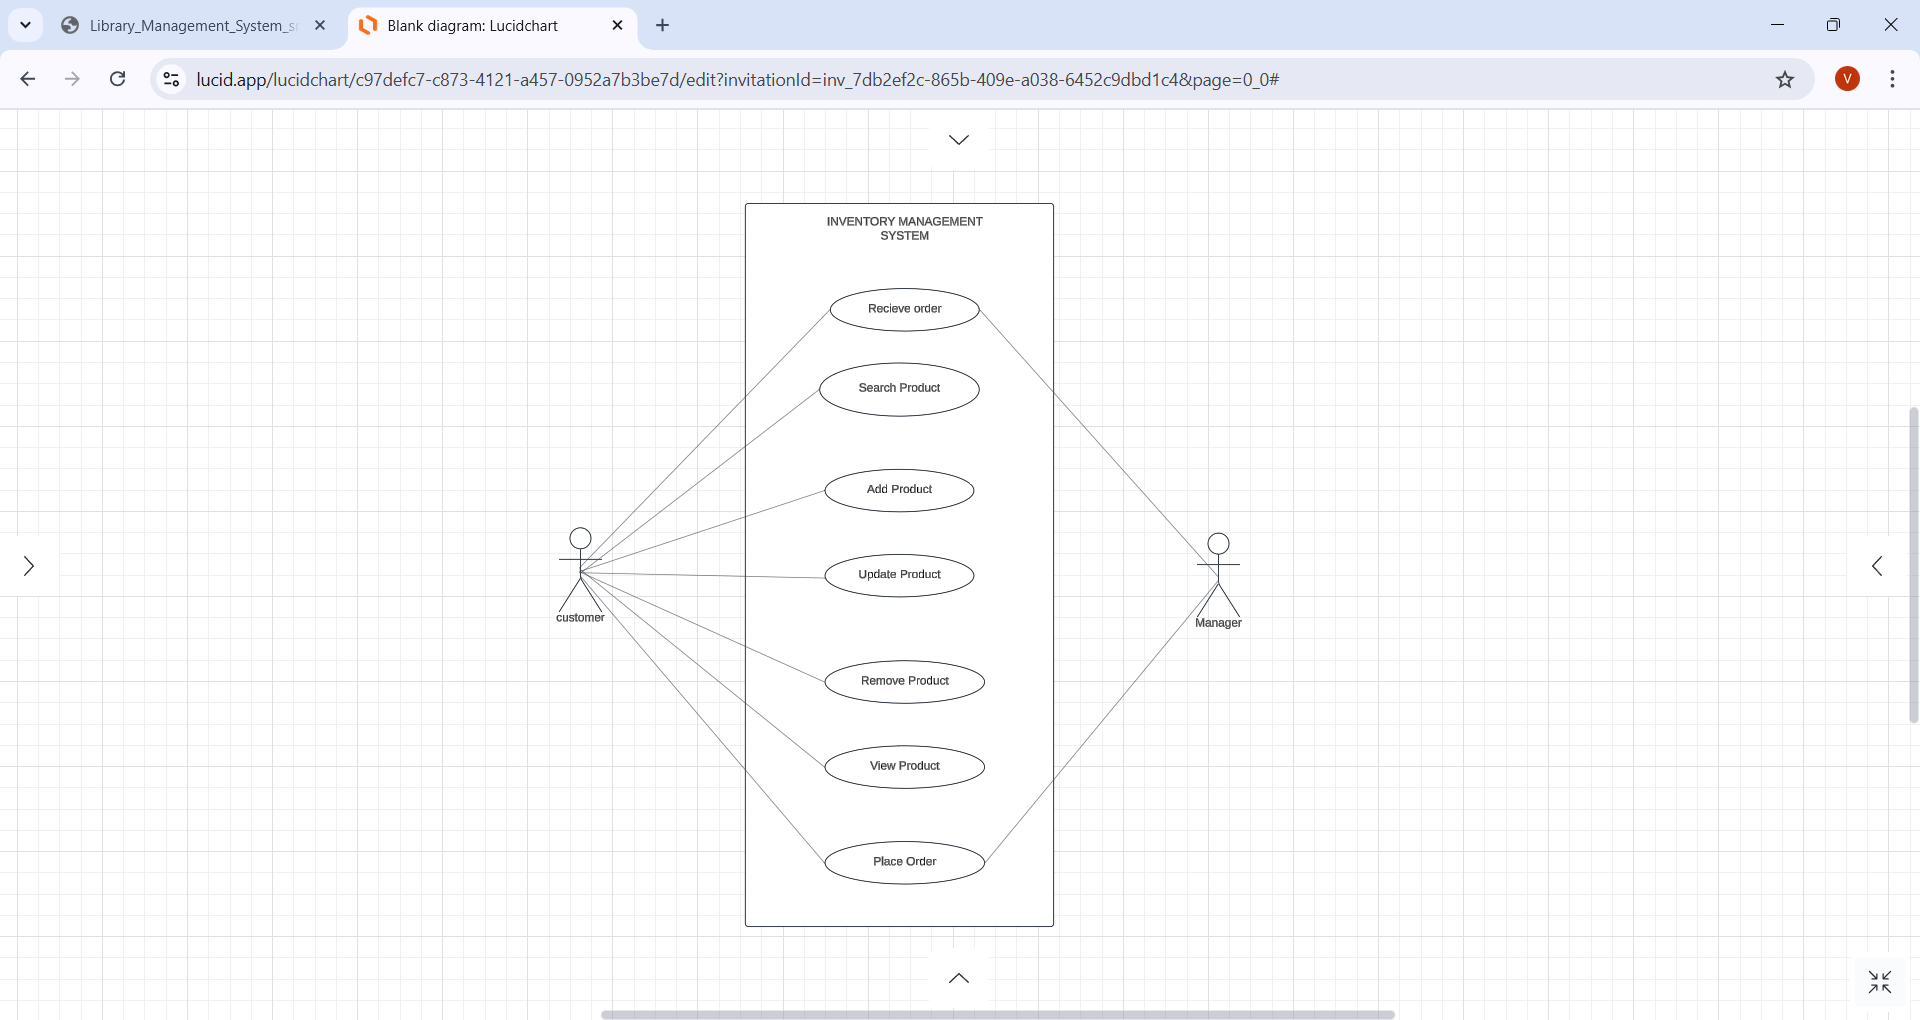 Library_Management_System_sr
Blank diagram: Lucidchart
lucid.app/lucidchart/c97defc7-c873-4121-a457-0952a7b3be7d/edit?invitationId=inv_7db2ef2c-865b-409e-a038-6452c9dbd1c4&page=0_0#
V
INVENTORY MANAGEMENT
SYSTEM
Recieve order
Search Product
Add Product
Update Product
customer
Manager
Remove Product
View Product
Place Order